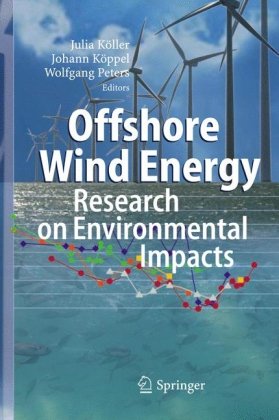 Julia Köller
Johann Köppel
Wolfgang Peters
Editors
Offshore
Wind Energy
Research
on Environmental
Impacts
Springer